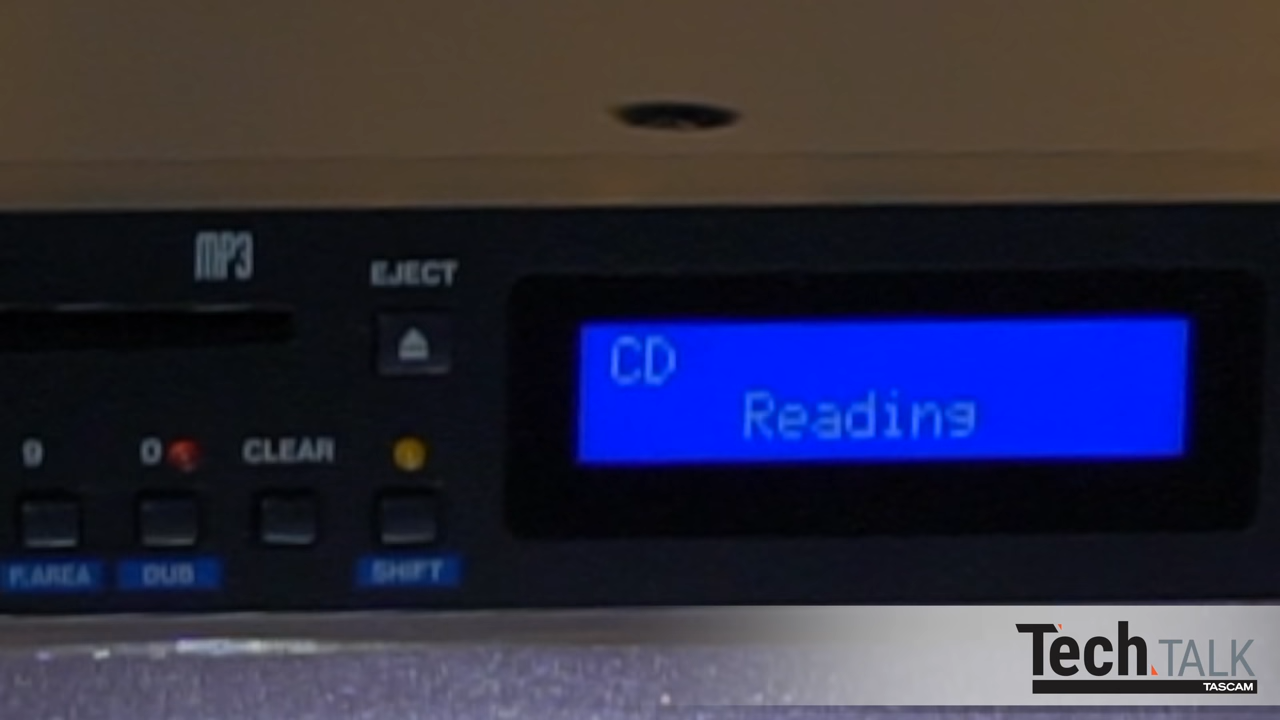 MP3
EJECT
CD
Reading
9
0
CLEAR
P.AREA
DUB
SHIFT
Tech.TALK
TASCAM